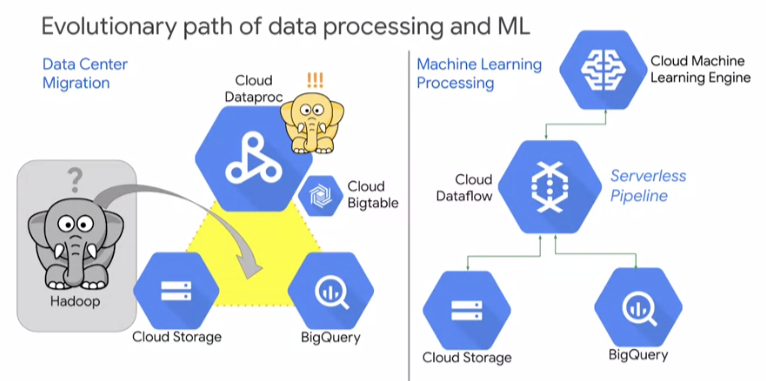 Evolutionary path of data processing and ML
Data Center
Migration
Cloud
Dataproc
!!!
?
Hadoop
Cloud
Bigtable
Cloud Storage
BigQuery
Machine Learning
Processing
Cloud Machine
Learning Engine
Cloud
Dataflow
Serverless
Pipeline
Cloud Storage
BigQuery